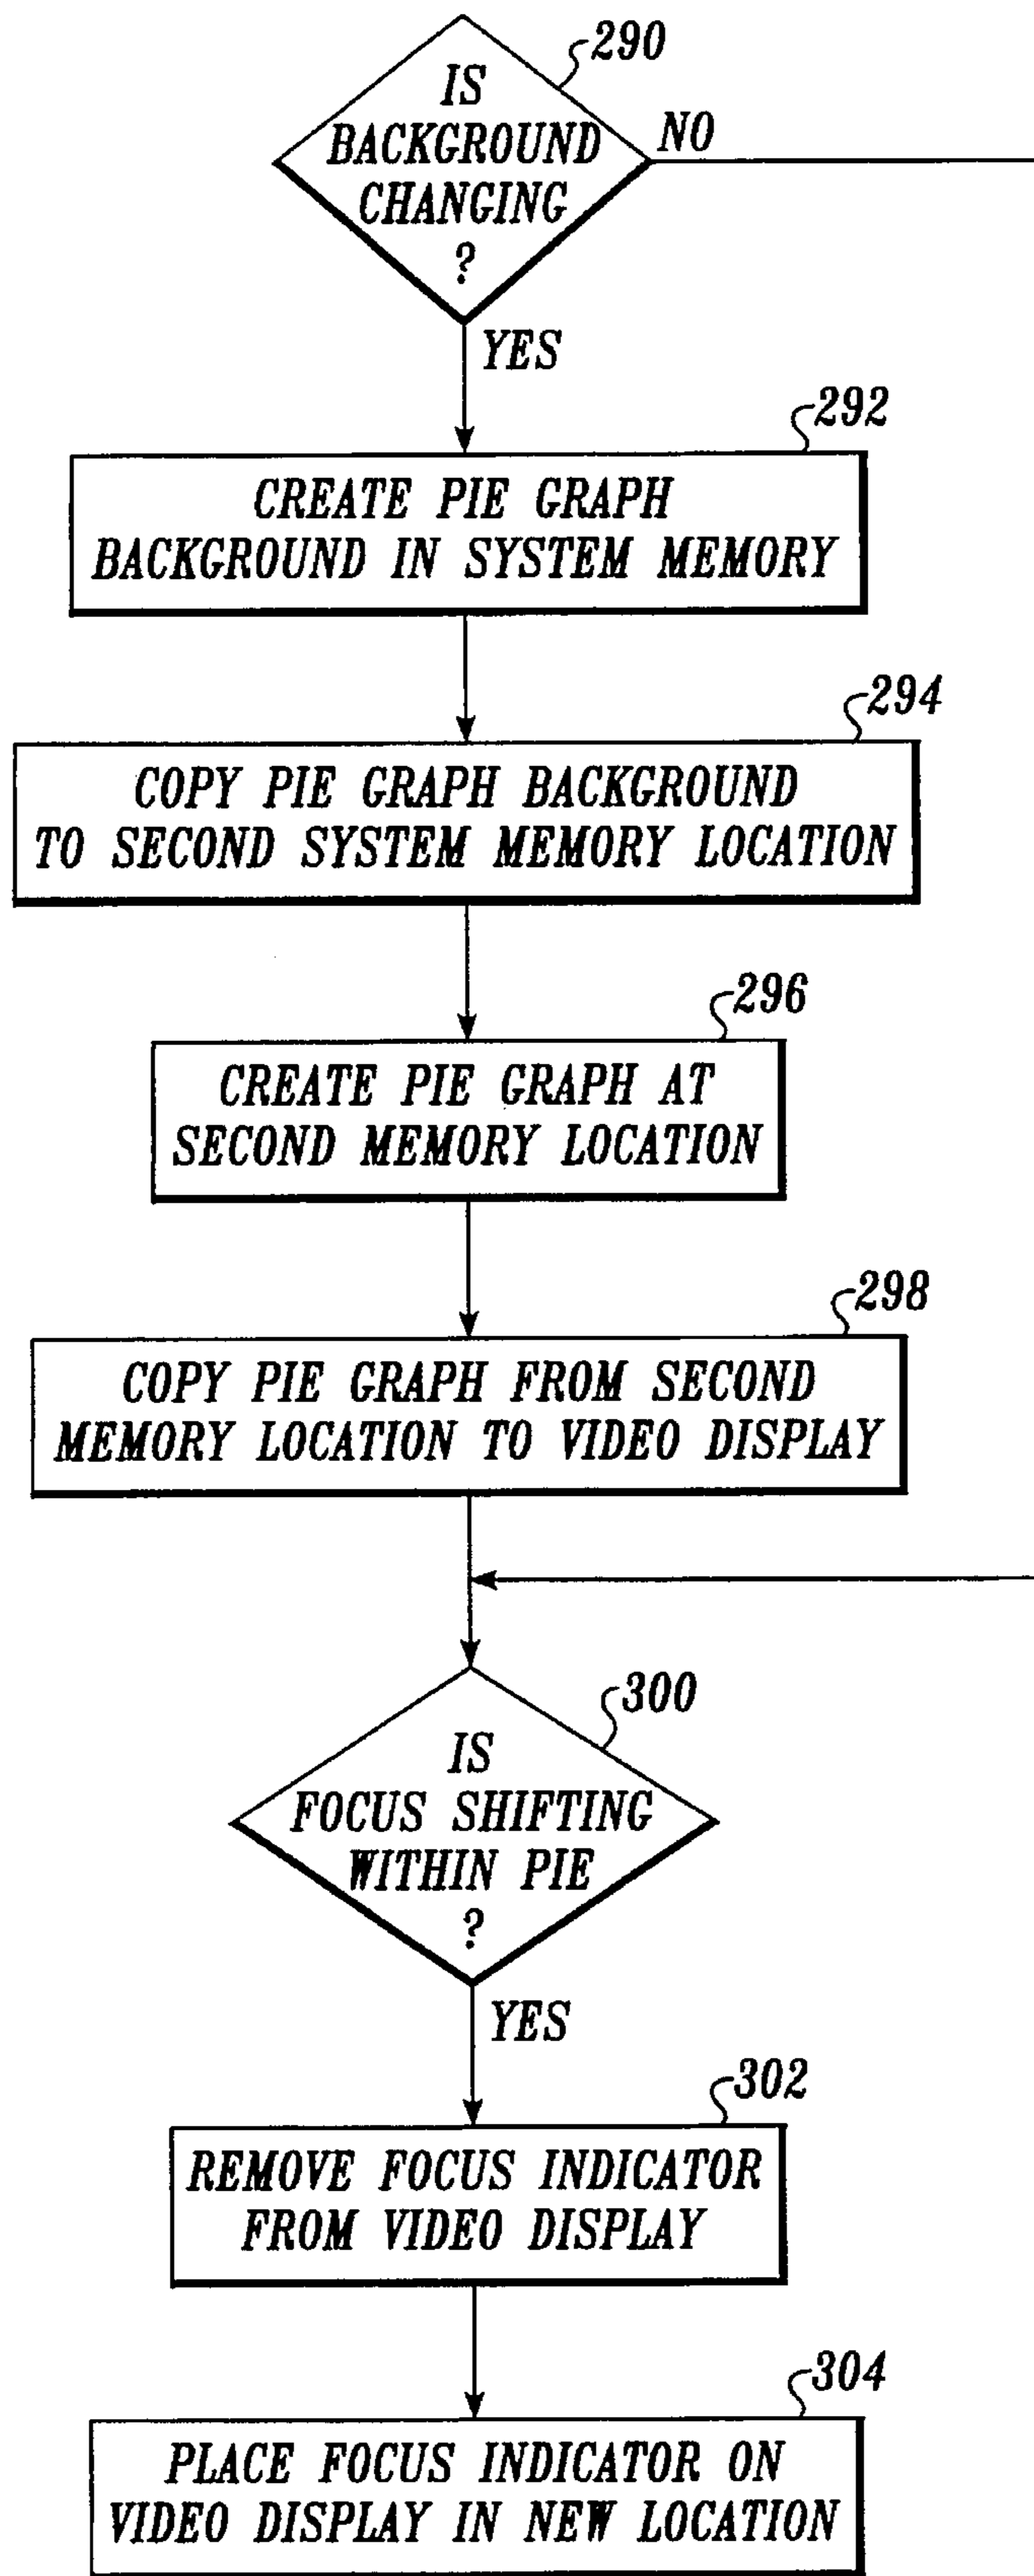 290
IS
BACKGROUND
CHANGING
?
NO
YES
292
CREATE PIE GRAPH
BACKGROUND IN SYSTEM MEMORY
294
COPY PIE GRAPH BACKGROUND
TO SECOND SYSTEM MEMORY LOCATION
296
CREATE PIE GRAPH AT
SECOND MEMORY LOCATION
298
COPY PIE GRAPH FROM SECOND
MEMORY LOCATION TO VIDEO DISPLAY
300
IS
FOCUS SHIFTING
WITHIN PIE
?
YES
302
REMOVE FOCUS INDICATOR
FROM VIDEO DISPLAY
304
PLACE FOCUS INDICATOR ON
VIDEO DISPLAY IN NEW LOCATION